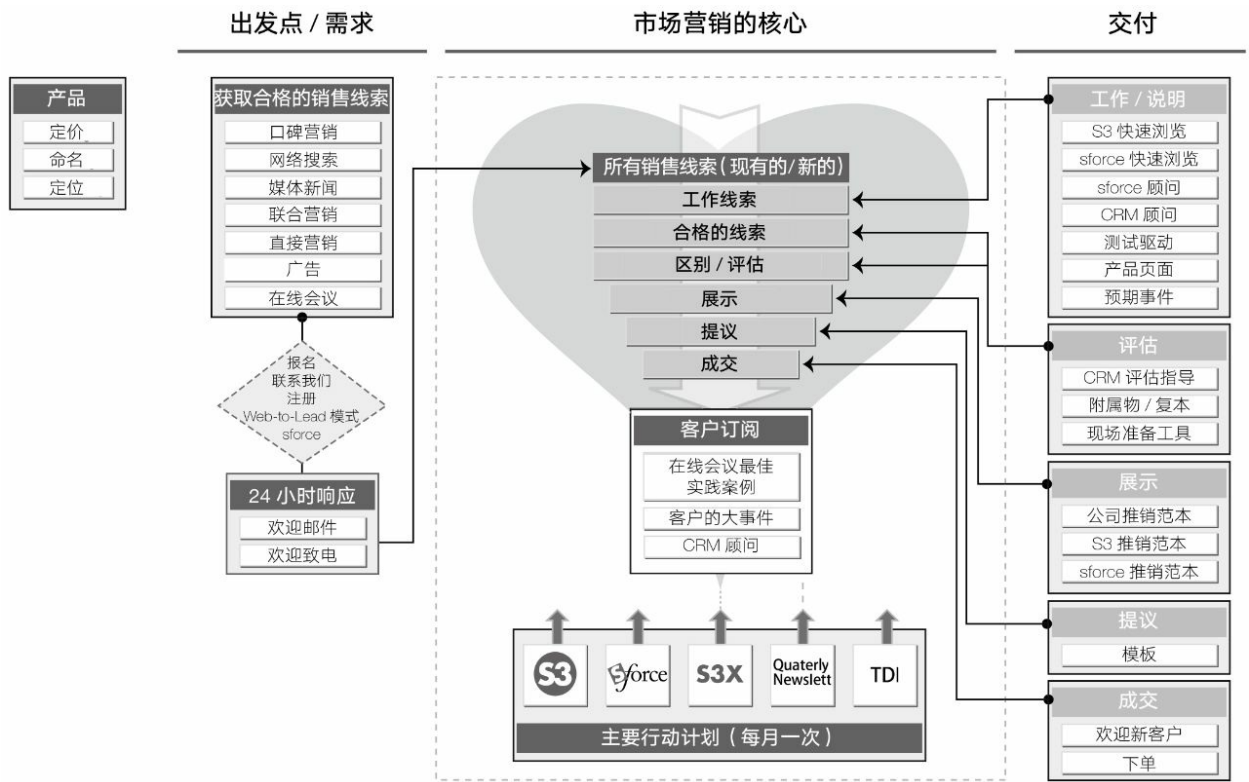 出发点 / 需求
市场营销的核心
交付
产品
定价
命名
定位
获取合格的销售线索
口碑营销
网络搜索
媒体新闻
联合营销
直接营销
广告
在线会议
报名
联系我们
注册
Web-to-Lead 模式
sforce
24 小时响应
欢迎邮件
欢迎致电
所有销售线索(现有的/新的)
工作线索
合格的线索
区别 / 评估
展示
提议
成交
客户订阅
在线会议最佳
实践案例
客户的大事件
CRM 顾问
S3
Sforce
S3X
Quaterly
Newslett
TDI
主要行动计划(每月一次)
工作 / 说明
S3 快速浏览
sforce 快速浏览
sforce 顾问
CRM 顾问
测试驱动
产品页面
预期事件
评估
CRM 评估指导
附属物 / 复本
现场准备工具
展示
公司推销范本
S3 推销范本
sforce 推销范本
提议
模板
成交
欢迎新客户
下单